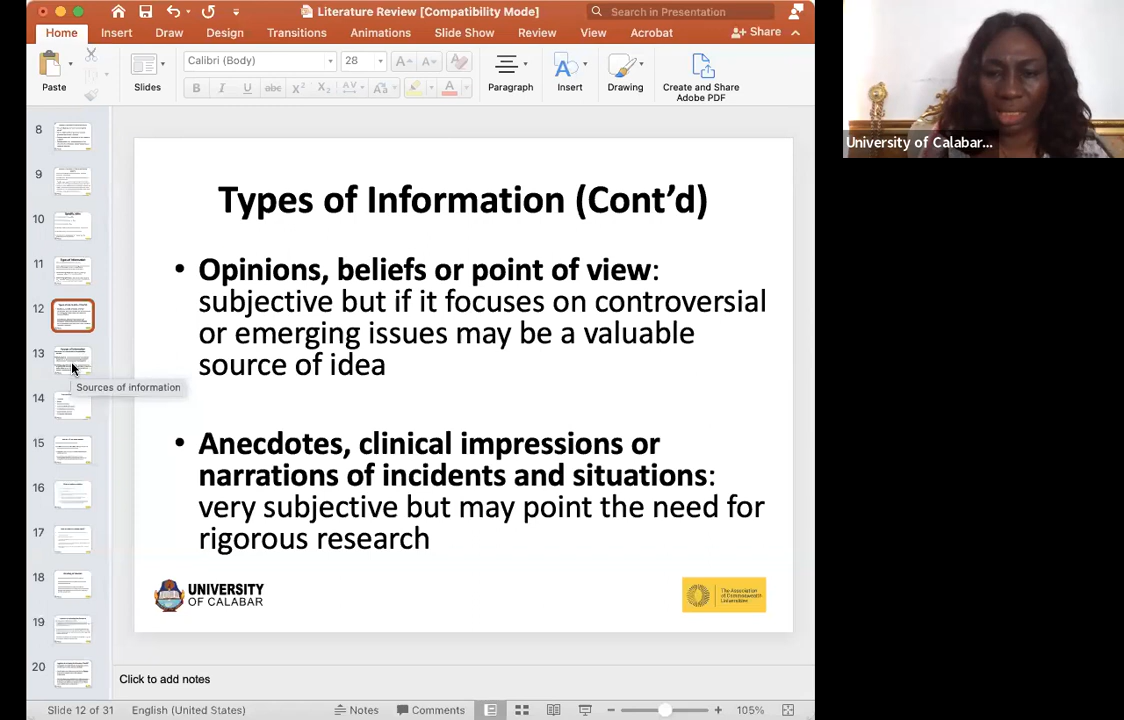 Literature Review [Compatibility Mode]
Search in Presentation
Home Insert Draw Design Transitions Animations Slide Show Review View Acrobat Share
Calibri (Body) 28
Paste Slides Paragraph Insert Drawing Create and Share
Adobe PDF
8
9
10
11
12
13
Sources of information
14
15
16
17
18
19
20
Types of Information (Cont’d)
• Opinions, beliefs or point of view:
subjective but if it focuses on controversial
or emerging issues may be a valuable
source of idea
• Anecdotes, clinical impressions or
narrations of incidents and situations:
very subjective but may point the need for
rigorous research
UNIVERSITY
OF CALABAR
The Association
of Commonwealth
Universities
Click to add notes
Slide 12 of 31 English (United States) Notes Comments 105%
University of Calabar...